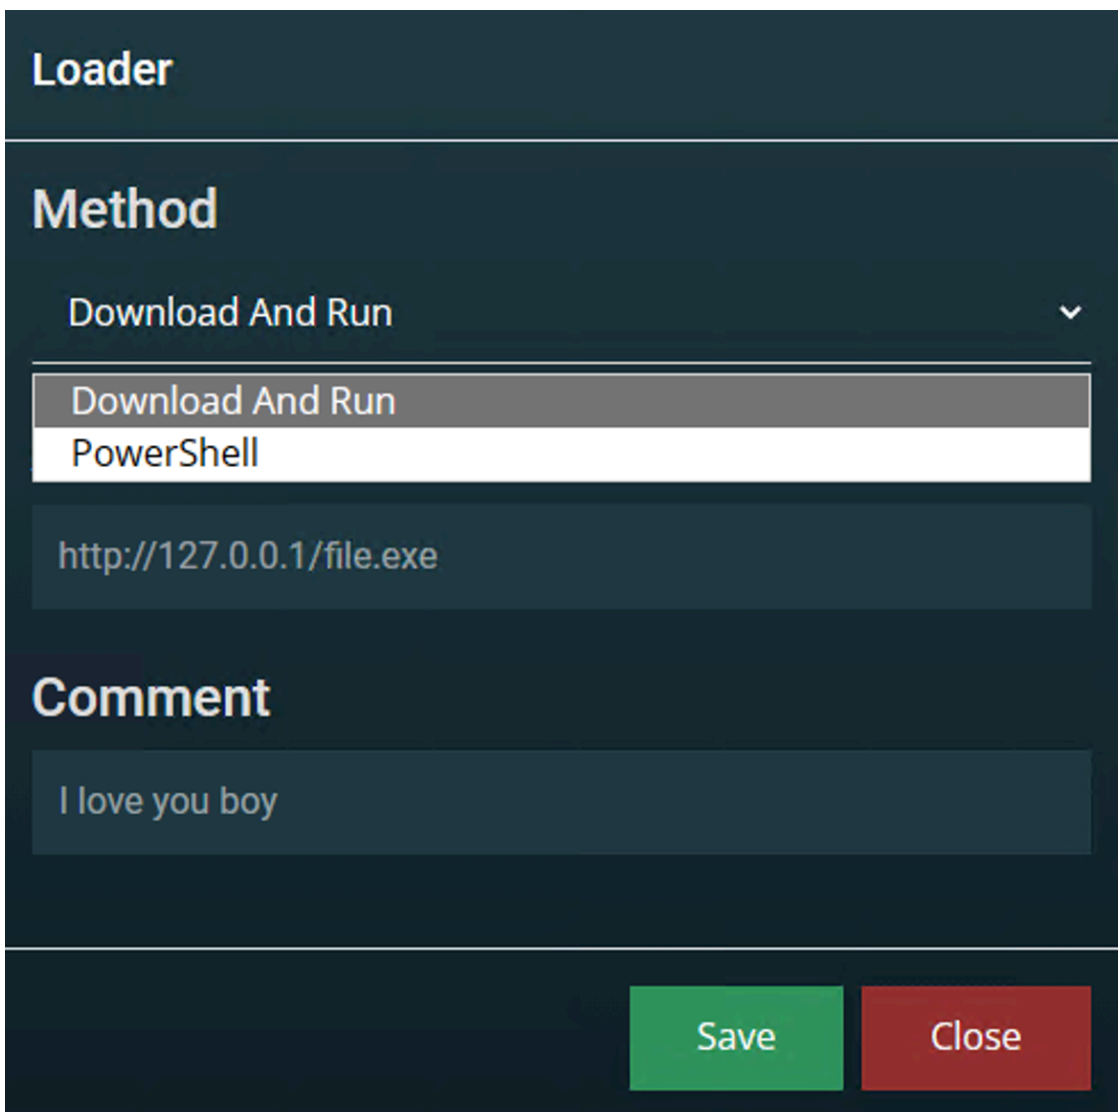 Loader
Method
Download And Run
Download And Run
PowerShell
http://127.0.0.1/file.exe
Comment
I love you boy
Save
Close